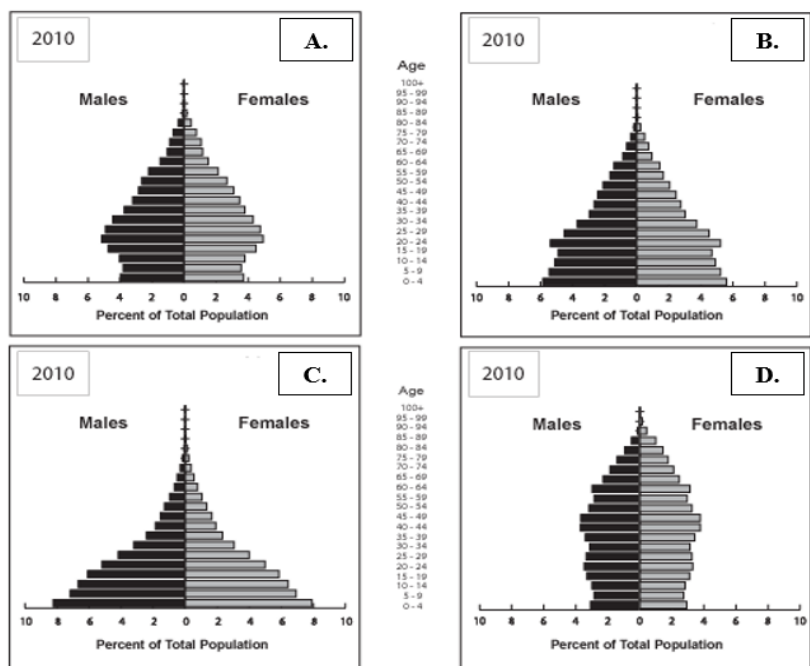 2010
A.
Males
Females
10 8 6 4 2 0 2 4 6 8 10
Percent of Total Population
Age
100+
95 - 99
90 - 94
85 - 89
80 - 84
75 - 79
70 - 74
65 - 69
60 - 64
55 - 59
50 - 54
45 - 49
40 - 44
35 - 39
30 - 34
25 - 29
20 - 24
15 - 19
10 - 14
5 - 9
0 - 4
2010
B.
Males
Females
10 8 6 4 2 0 2 4 6 8 10
Percent of Total Population
2010
C.
Males
Females
10 8 6 4 2 0 2 4 6 8 10
Percent of Total Population
Age
100+
95 - 99
90 - 94
85 - 89
80 - 84
75 - 79
70 - 74
65 - 69
60 - 64
55 - 59
50 - 54
45 - 49
40 - 44
35 - 39
30 - 34
25 - 29
20 - 24
15 - 19
10 - 14
5 - 9
0 - 4
2010
D.
Males
Females
10 8 6 4 2 0 2 4 6 8 10
Percent of Total Population